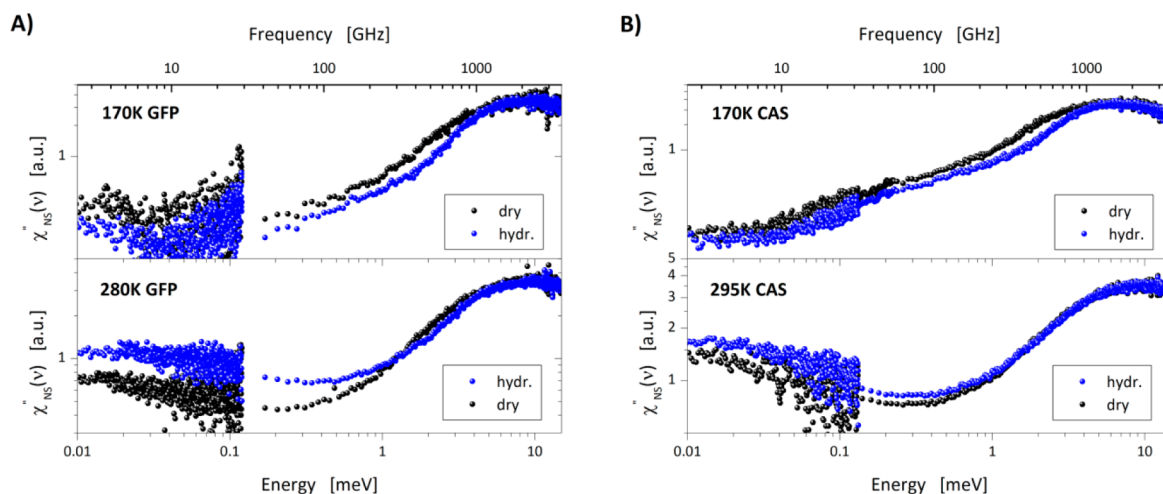 A)
Frequency [GHz]
10 100 1000
170K GFP
1
χ"NS(ν) [a.u.]
dry
hydr.
280K GFP
1
χ"NS(ν) [a.u.]
hydr.
dry
0.01 0.1 1 10
Energy [meV]
B)
Frequency [GHz]
10 100 1000
170K CAS
1
χ"NS(ν) [a.u.]
dry
hydr.
5
4
3
2
1
295K CAS
χ"NS(ν) [a.u.]
hydr.
dry
0.01 0.1 1 10
Energy [meV]